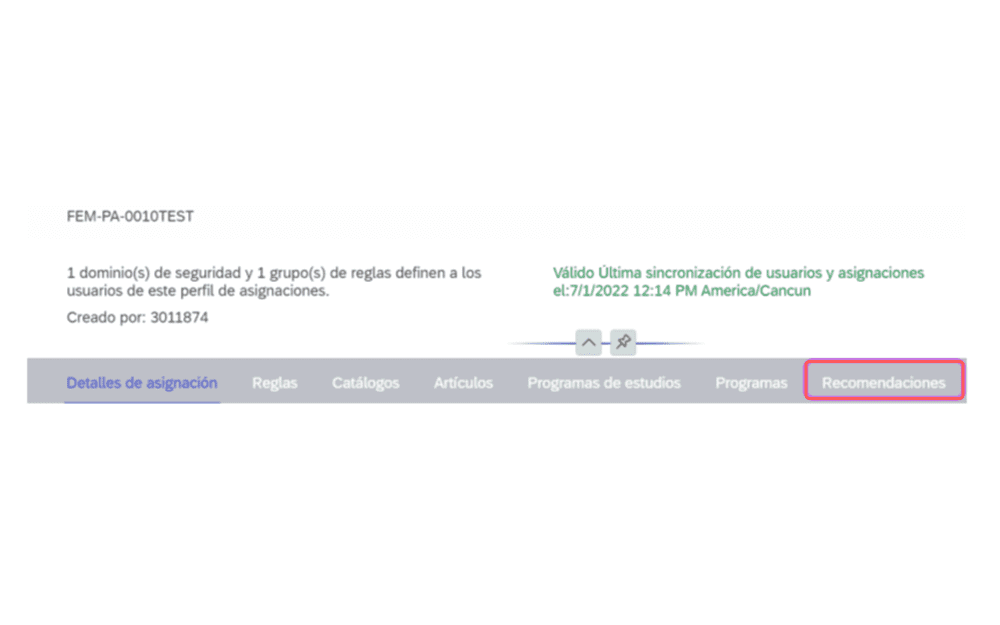 FEM-PA-0010TEST
1 dominio(s) de seguridad y 1 grupo(s) de reglas definen a los
usuarios de este perfil de asignaciones.
Creado por: 3011874
Válido Última sincronización de usuarios y asignaciones
el:7/1/2022 12:14 PM America/Cancun
Detalles de asignación Reglas Catálogos Artículos Programas de estudios Programas Recomendaciones